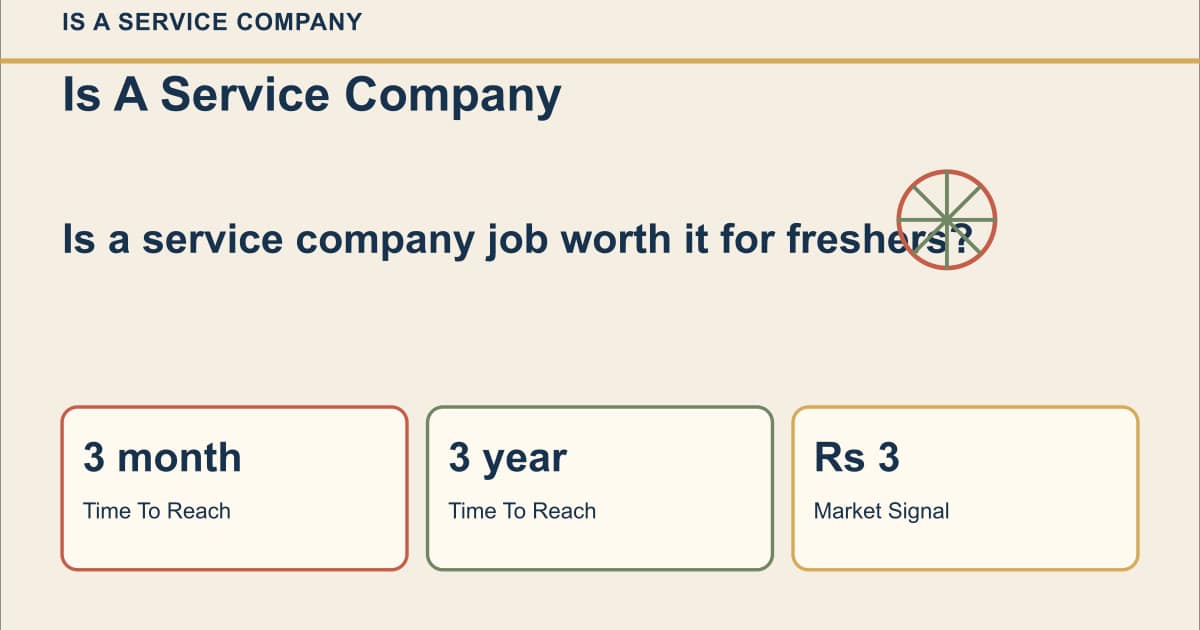 IS A SERVICE COMPANY
Is A Service Company
Is a service company job worth it for freshers?
3 month
Time To Reach
3 year
Time To Reach
Rs 3
Market Signal